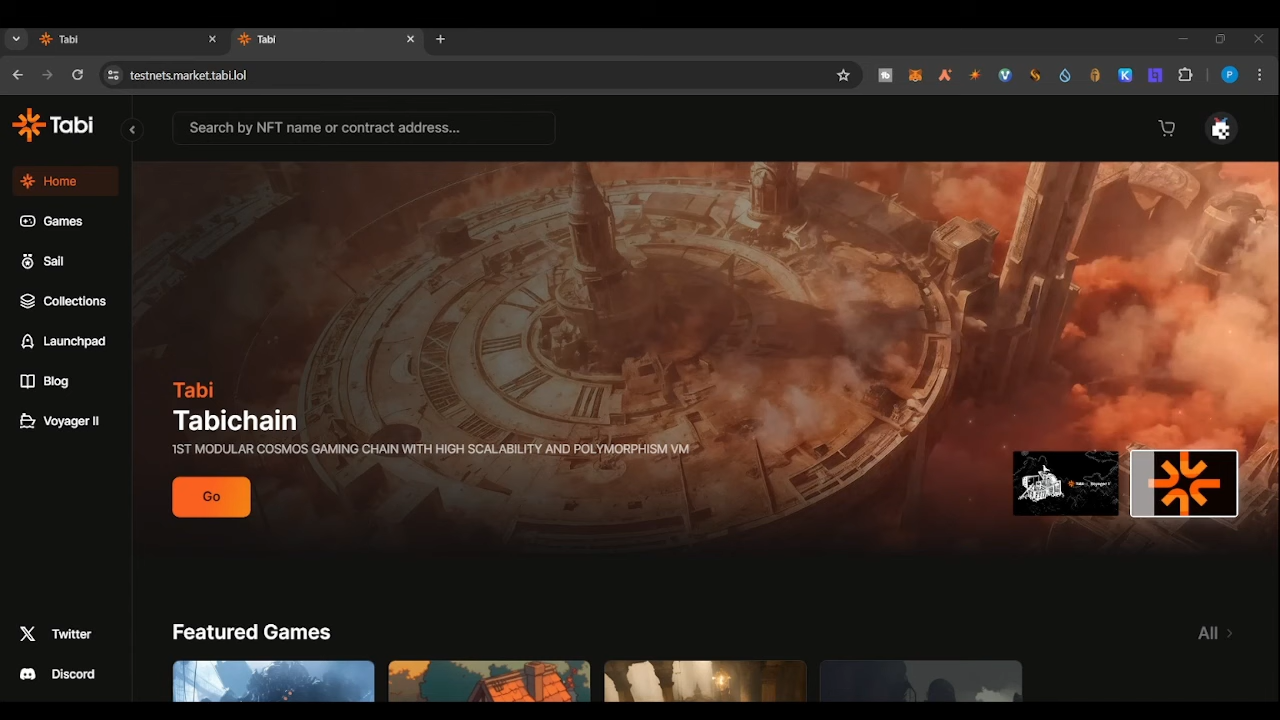 Tabi
Tabi
testnets.market.tabi.lol
P
Tabi
Search by NFT name or contract address...
Home
Games
Sail
Collections
Launchpad
Blog
Voyager II
Tabi
Tabichain
1ST MODULAR COSMOS GAMING CHAIN WITH HIGH SCALABILITY AND POLYMORPHISM VM
Go
Featured Games
All
Twitter
Discord